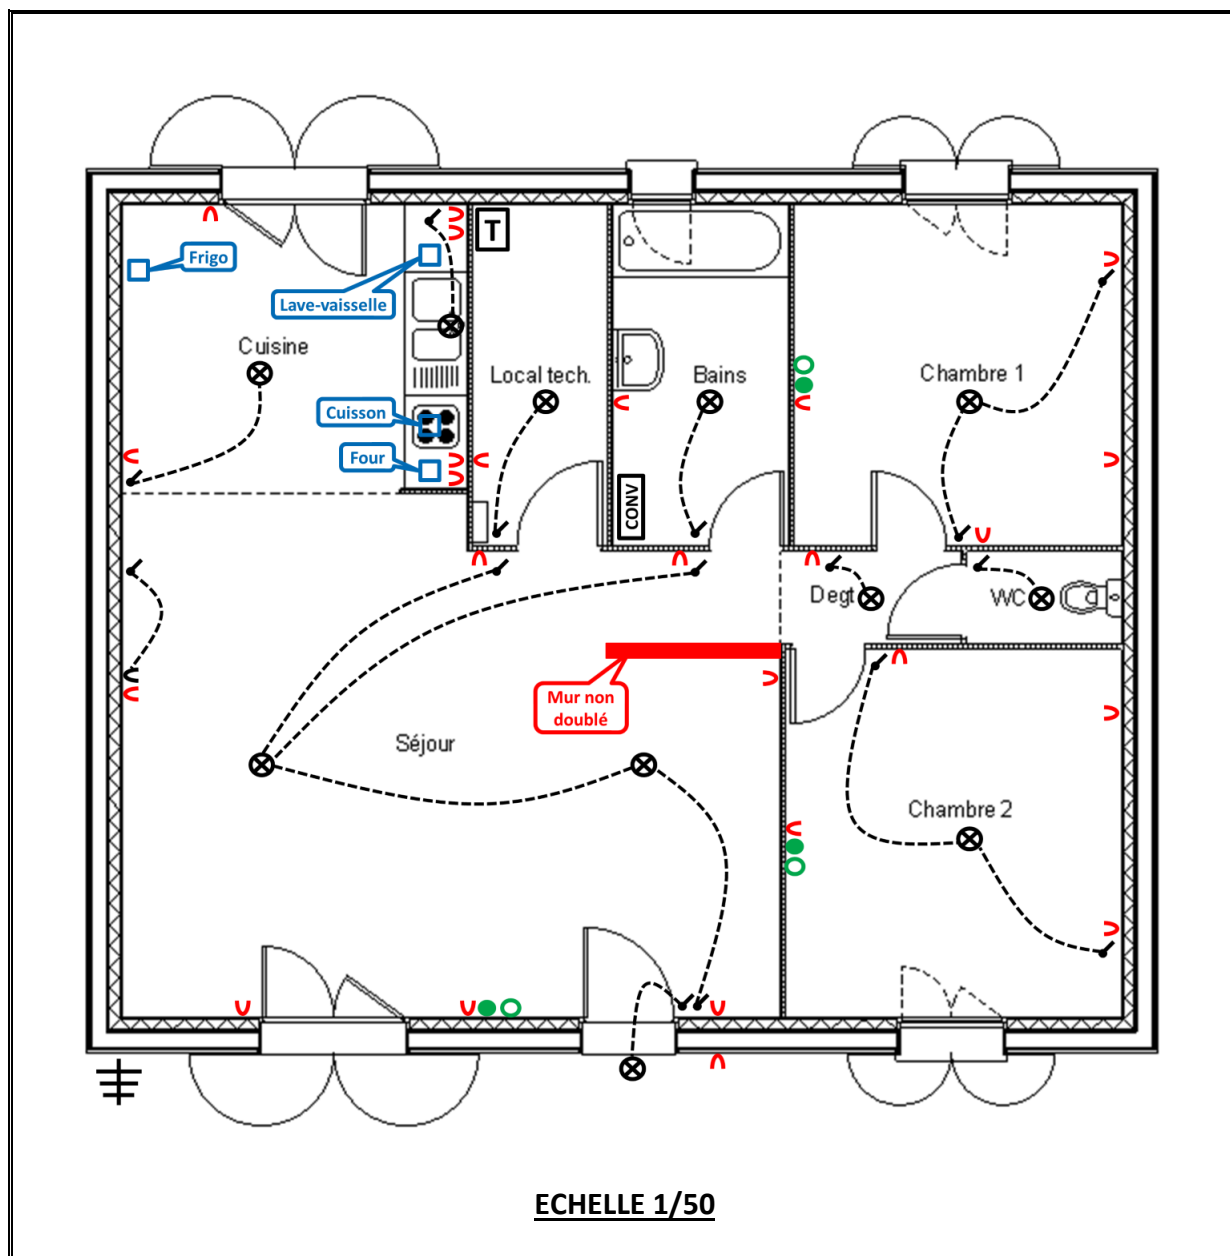 T
Frigo
Lave-vaisselle
Cuisine
Local tech.
Bains
Chambre 1
Cuisson
Four
CONV
Degt
WC
Mur non
doublé
Séjour
Chambre 2
ECHELLE 1/50